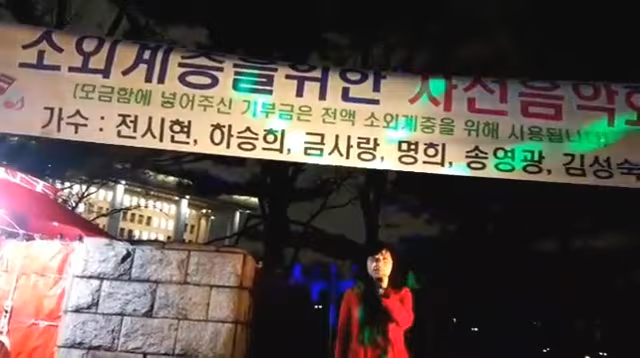 소외계층을위한 자선음악회
(모금함에 넣어주신 기부금은 전액 소외계층을 위해 사용됩니다)
가수 : 전시현, 하승희, 금사랑, 명희, 송영광, 김성숙